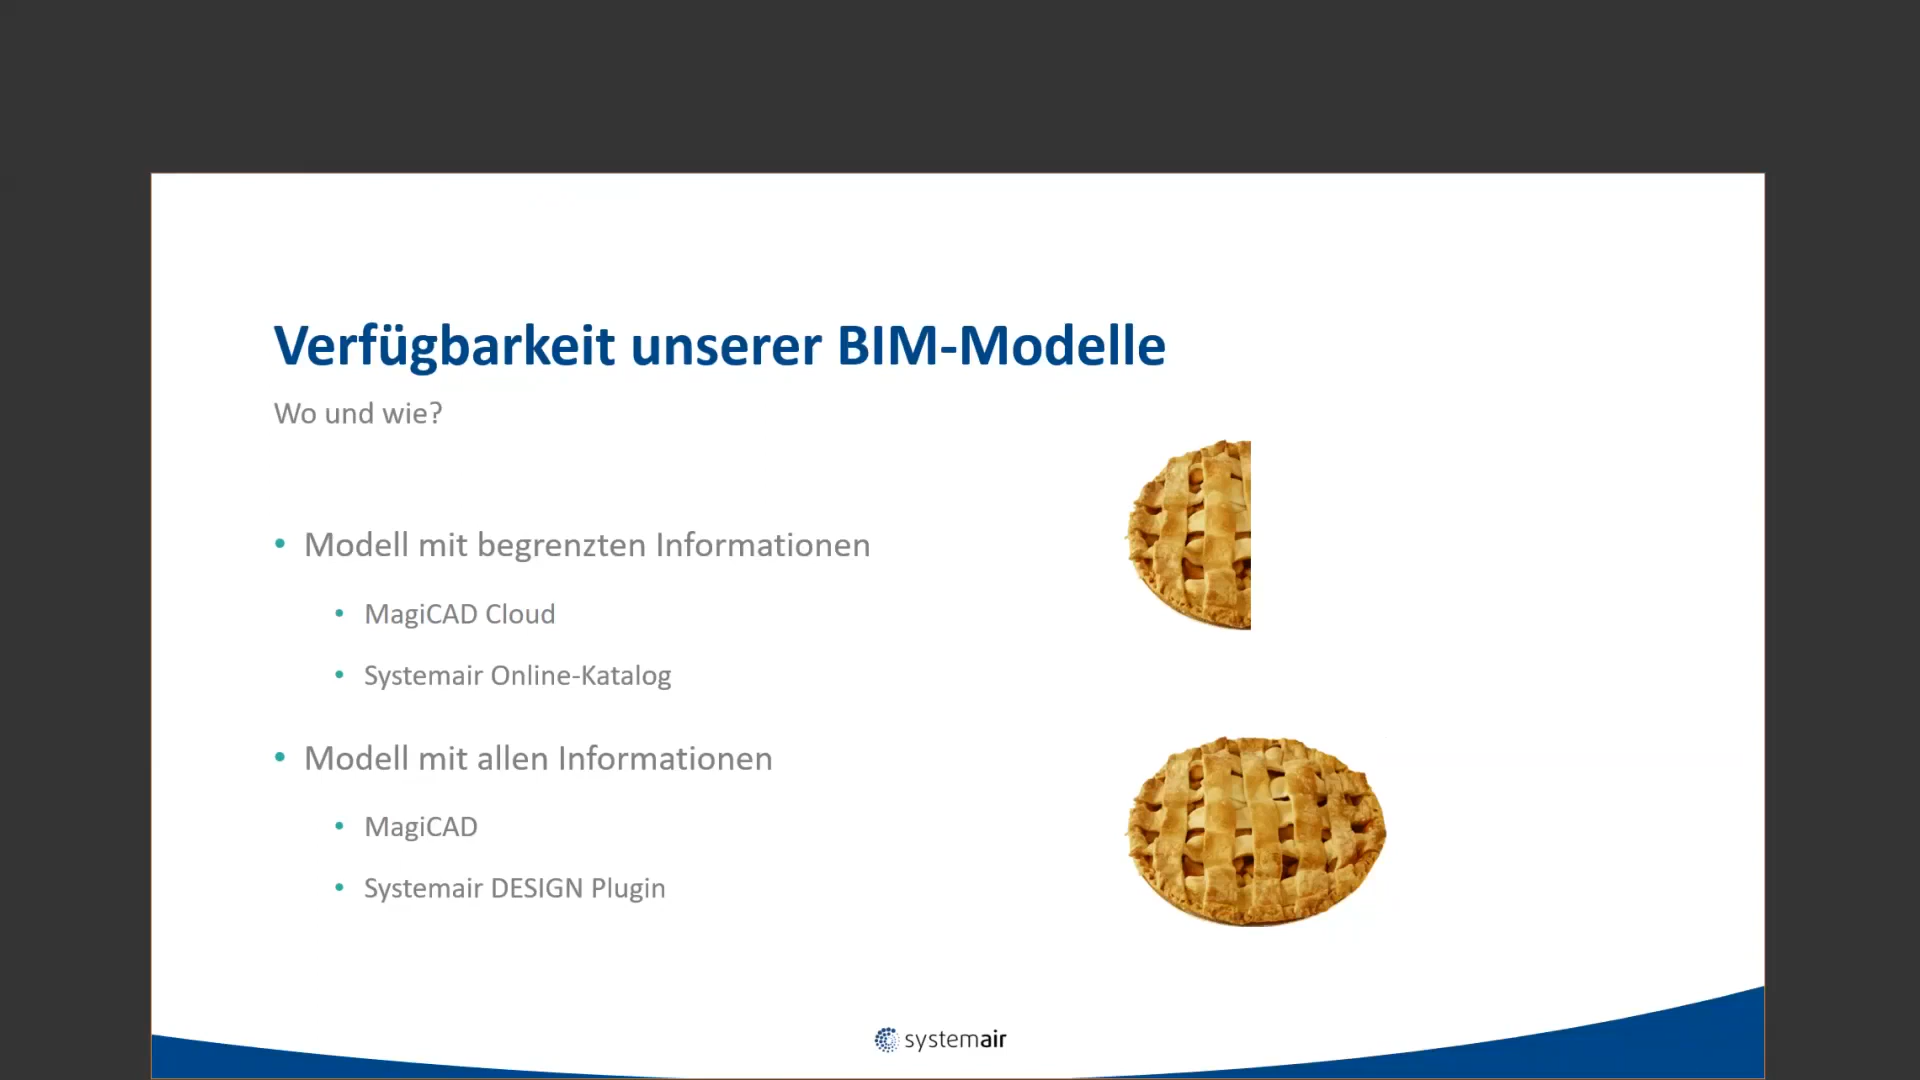 Verfügbarkeit unserer BIM-Modelle
Wo und wie?
• Modell mit begrenzten Informationen
• MagiCAD Cloud
• Systemair Online-Katalog
• Modell mit allen Informationen
• MagiCAD
• Systemair DESIGN Plugin
systemair